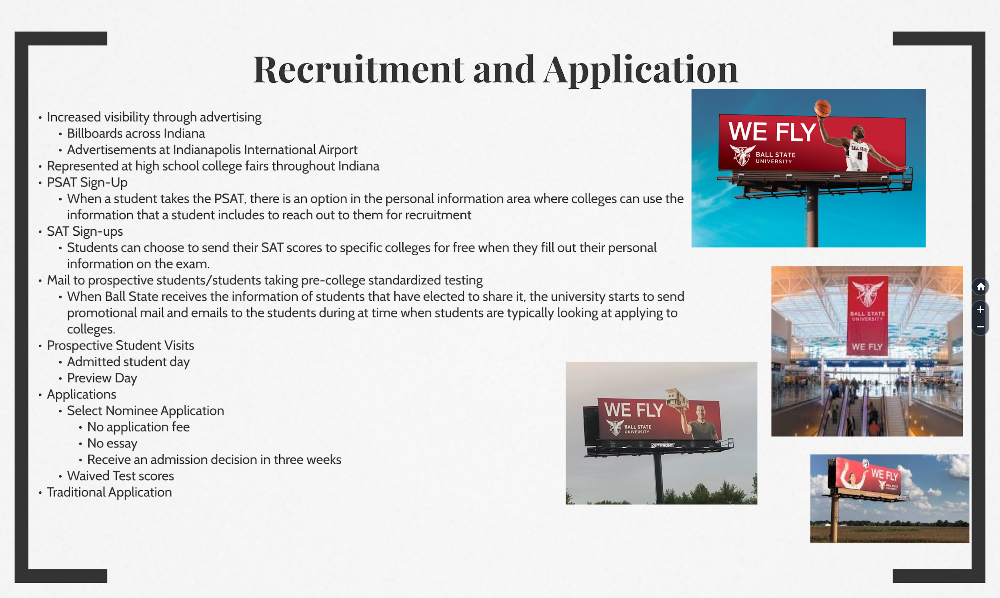 Recruitment and Application
• Increased visibility through advertising
• Billboards across Indiana
• Advertisements at Indianapolis International Airport
• Represented at high school college fairs throughout Indiana
• PSAT Sign-Up
• When a student takes the PSAT, there is an option in the personal information area where colleges can use the
information that a student includes to reach out to them for recruitment
• SAT Sign-ups
• Students can choose to send their SAT scores to specific colleges for free when they fill out their personal
information on the exam.
• Mail to prospective students/students taking pre-college standardized testing
• When Ball State receives the information of students that have elected to share it, the university starts to send
promotional mail and emails to the students during at time when students are typically looking at applying to
colleges.
• Prospective Student Visits
• Admitted student day
• Preview Day
• Applications
• Select Nominee Application
• No application fee
• No essay
• Receive an admission decision in three weeks
• Waived Test scores
• Traditional Application
WE FLY
BALL STATE
UNIVERSITY
BALL STATE
0
BALL STATE
UNIVERSITY
WE FLY
WE FLY
BALL STATE
UNIVERSITY
OUTFRONT
WE FLY
BALL STATE
UNIVERSITY